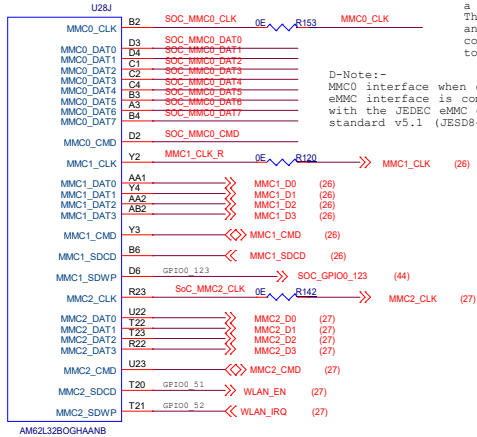 U28J
MMC0_CLK B2 SOC_MMC0_CLK 0E R153 MMC0_CLK
MMC0_DAT0 D3 SOC_MMC0_DAT0
MMC0_DAT1 D4 SOC_MMC0_DAT1
MMC0_DAT2 C1 SOC_MMC0_DAT2
MMC0_DAT3 C2 SOC_MMC0_DAT3
MMC0_DAT4 C4 SOC_MMC0_DAT4
MMC0_DAT5 B3 SOC_MMC0_DAT5
MMC0_DAT6 A3 SOC_MMC0_DAT6
MMC0_DAT7 B4 SOC_MMC0_DAT7
MMC0_CMD D2 SOC_MMC0_CMD
MMC1_CLK Y2 MMC1_CLK_R 0E R120 MMC1_CLK (26)
MMC1_DAT0 AA1 MMC1_D0 (26)
MMC1_DAT1 Y4 MMC1_D1 (26)
MMC1_DAT2 AA2 MMC1_D2 (26)
MMC1_DAT3 AB2 MMC1_D3 (26)
MMC1_CMD Y3 MMC1_CMD (26)
MMC1_SDCD B6 MMC1_SDCD (26)
MMC1_SDWP D6 GPIO0_123 SOC_GPIO0_123 (44)
MMC2_CLK R23 SoC_MMC2_CLK 0E R142 MMC2_CLK (27)
MMC2_DAT0 U22 MMC2_D0 (27)
MMC2_DAT1 T22 MMC2_D1 (27)
MMC2_DAT2 T23 MMC2_D2 (27)
MMC2_DAT3 R22 MMC2_D3 (27)
MMC2_CMD U23 MMC2_CMD (27)
MMC2_SDCD T20 GPIO0_51 WLAN_EN (27)
MMC2_SDWP T21 GPIO0_52 WLAN_IRQ (27)
AM62L32BOGHAANB
a
Th
an
co
to
D-Note:-
MMC0 interface when
eMMC interface is con
with the JEDEC eMMC
standard v5.1 (JESD8